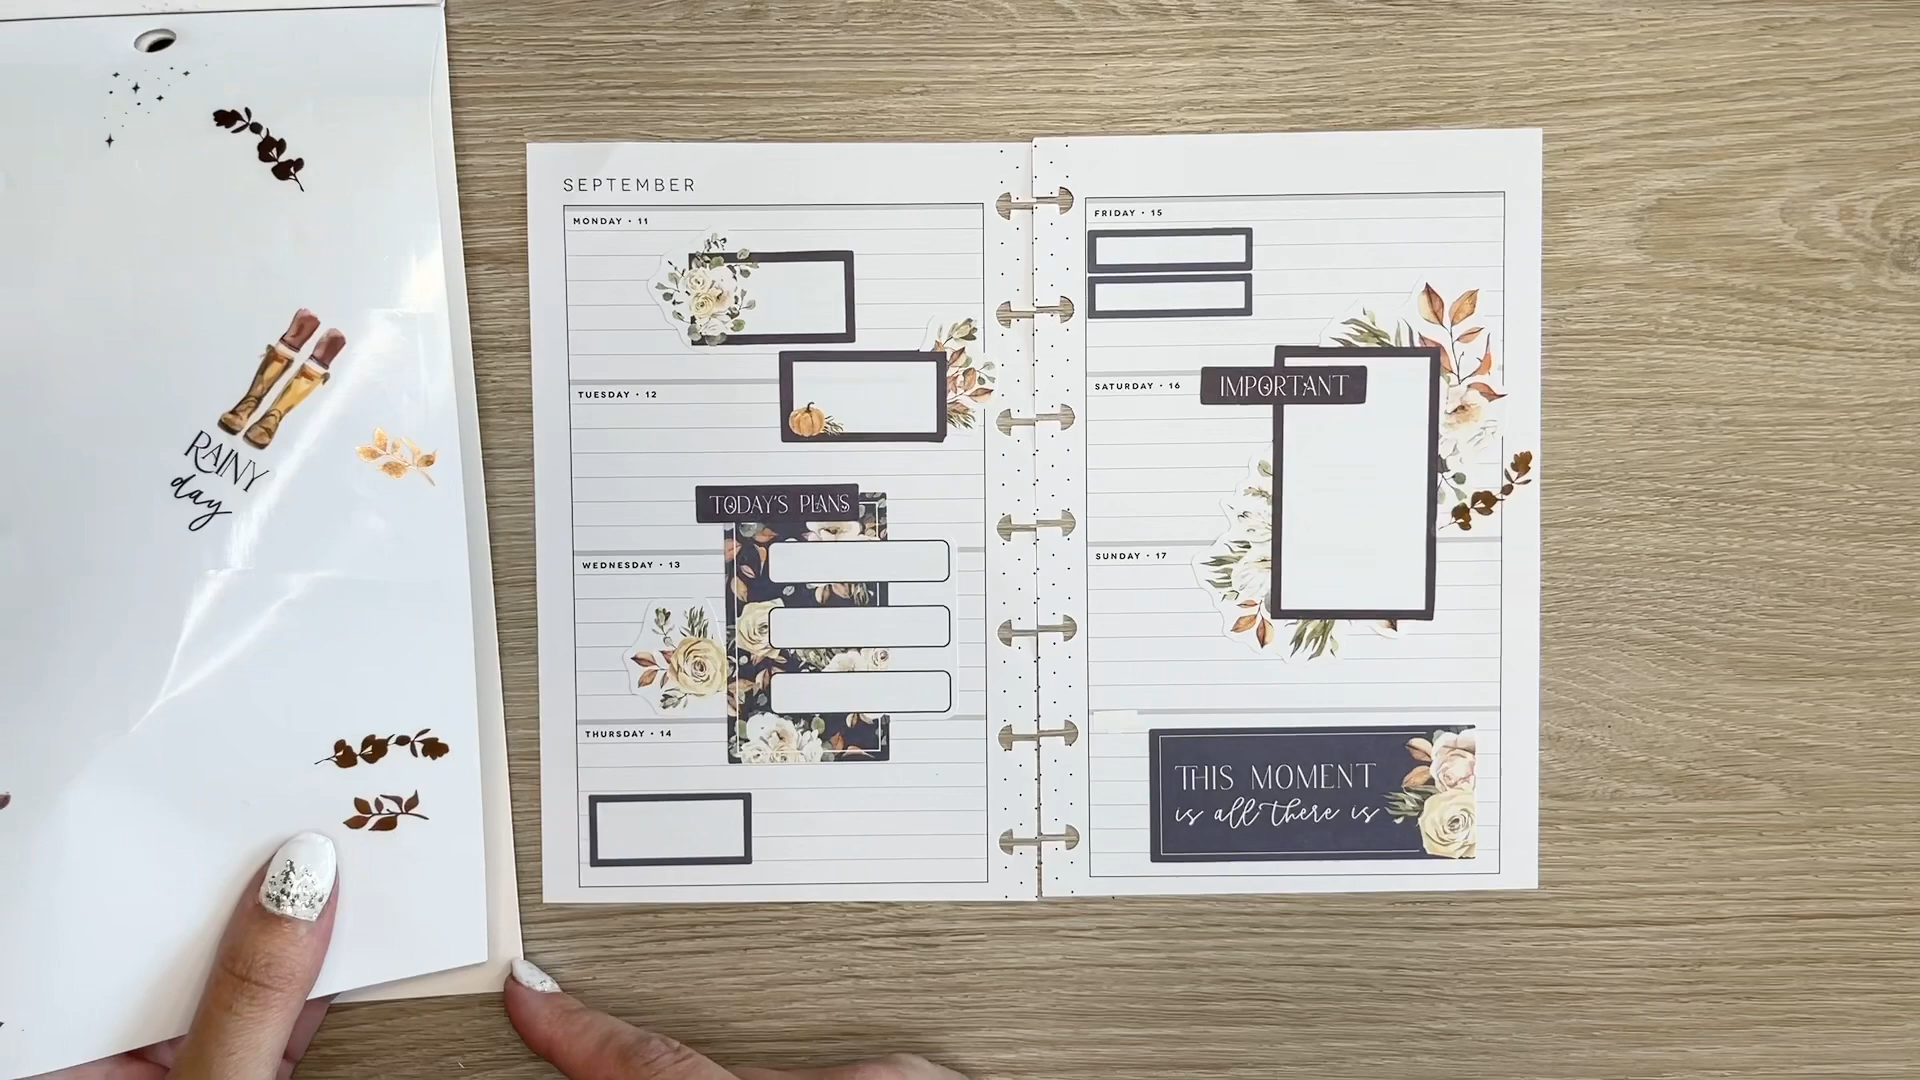 RAINY
day
SEPTEMBER
MONDAY • 11
TUESDAY • 12
TODAY'S PLANS
WEDNESDAY • 13
THURSDAY • 14
FRIDAY • 15
SATURDAY • 16
IMPORTANT
SUNDAY • 17
THIS MOMENT
is all there is